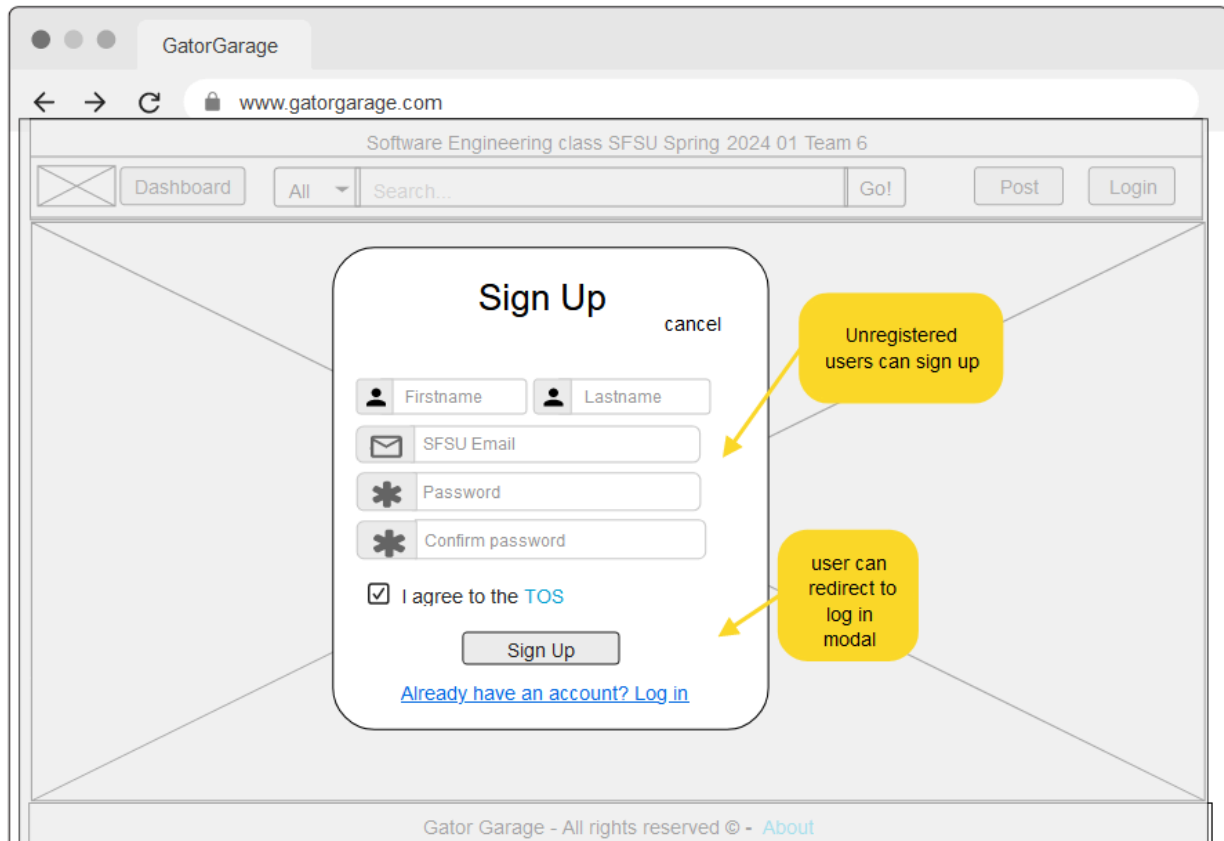 GatorGarage
www.gatorgarage.com
Software Engineering class SFSU Spring 2024 01 Team 6
Dashboard All Search... Go! Post Login
Sign Up
cancel
Unregistered
users can sign up
Firstname Lastname
SFSU Email
Password
Confirm password
I agree to the TOS
user can
redirect to
log in
modal
Sign Up
Already have an account? Log in
Gator Garage - All rights reserved © - About